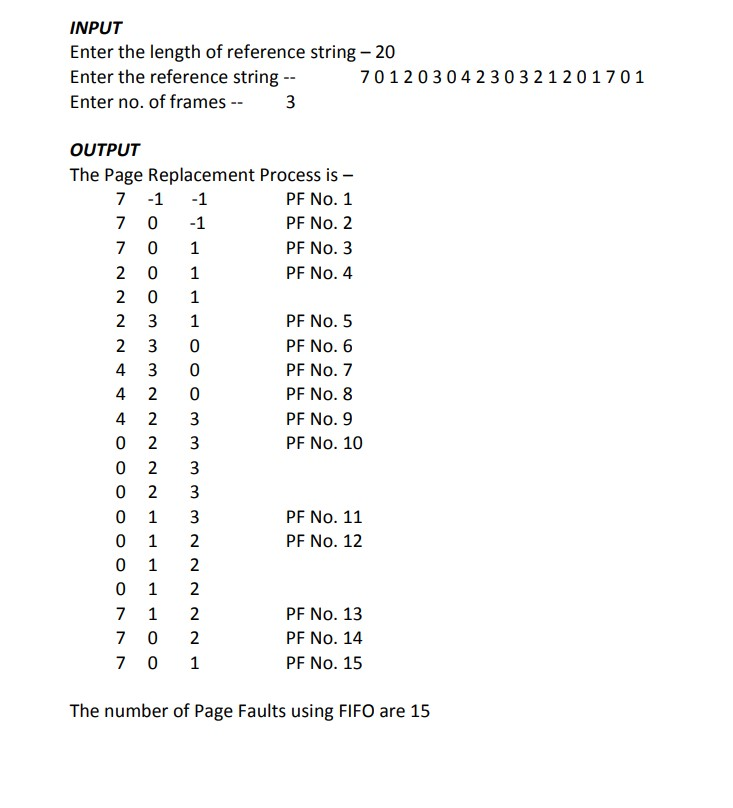 INPUT
Enter the length of reference string – 20
Enter the reference string -- 7 0 1 2 0 3 0 4 2 3 0 3 2 1 2 0 1 7 0 1
Enter no. of frames -- 3
OUTPUT
The Page Replacement Process is –
7 -1 -1 PF No. 1
7 0 -1 PF No. 2
7 0 1 PF No. 3
2 0 1 PF No. 4
2 0 1
2 3 1 PF No. 5
2 3 0 PF No. 6
4 3 0 PF No. 7
4 2 0 PF No. 8
4 2 3 PF No. 9
0 2 3 PF No. 10
0 2 3
0 2 3
0 1 3 PF No. 11
0 1 2 PF No. 12
0 1 2
0 1 2
7 1 2 PF No. 13
7 0 2 PF No. 14
7 0 1 PF No. 15
The number of Page Faults using FIFO are 15